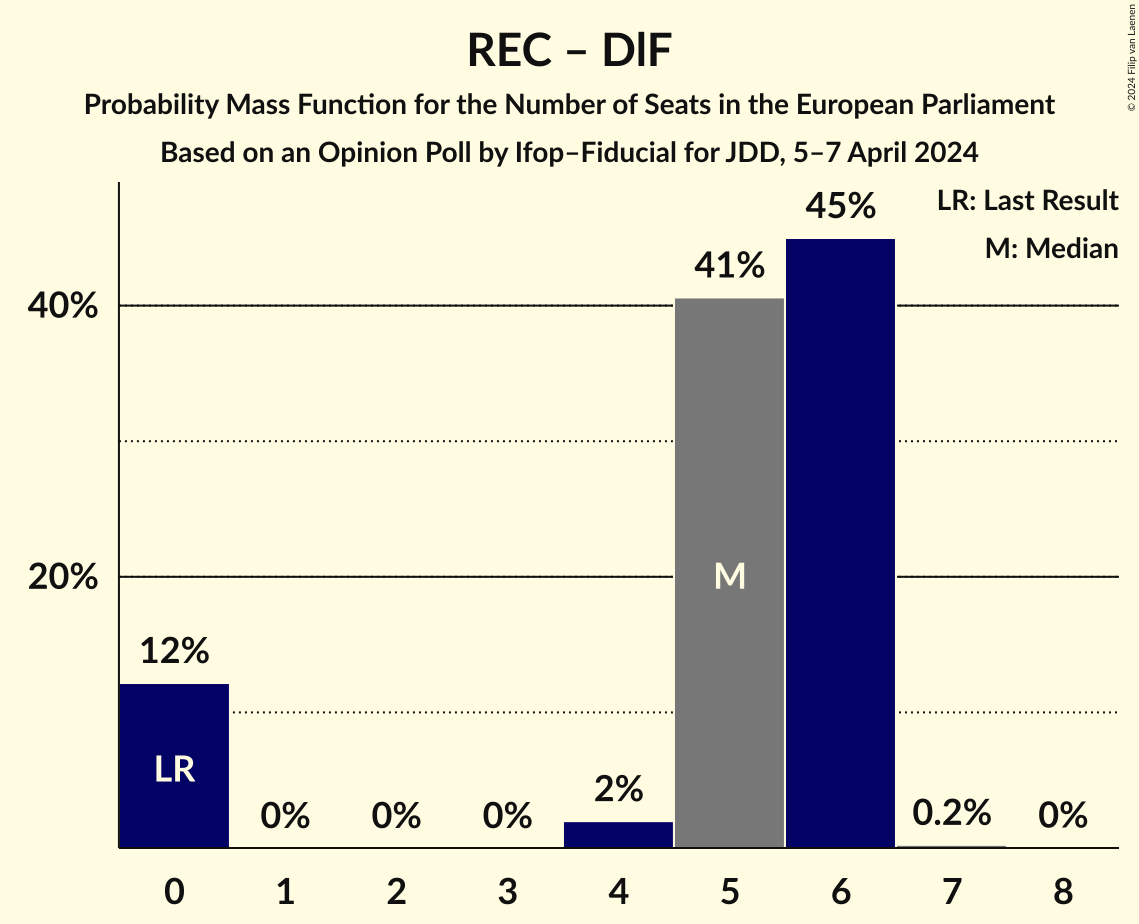 © 2024 Filip van Laenen
REC – DIF
Probability Mass Function for the Number of Seats in the European Parliament
Based on an Opinion Poll by Ifop–Fiducial for JDD, 5–7 April 2024
LR: Last Result
M: Median
45%
41%
40%
20%
M
12%
LR
0%
0%
0%
2%
0.2%
0%
0 1 2 3 4 5 6 7 8